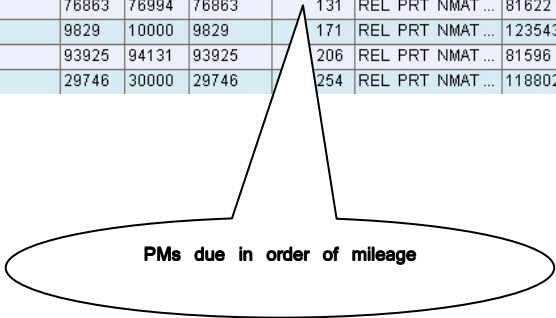 76863 76994 76863 131 REL PRT NMAT ... 81622
9829 10000 9829 171 REL PRT NMAT ... 123543
93925 94131 93925 206 REL PRT NMAT ... 81596
29746 30000 29746 254 REL PRT NMAT ... 118802
PMs due in order of mileage